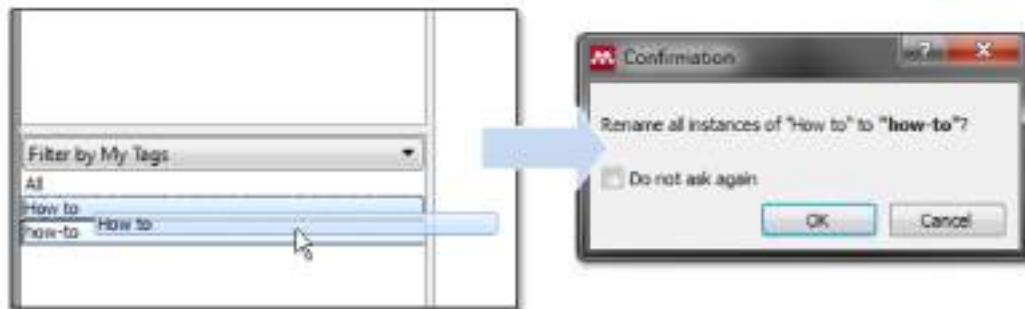 Filter by My Tags
All
How to
how-to
How to
Confirmation
Rename all instances of "How to" to "how-to"?
Do not ask again
OK
Cancel